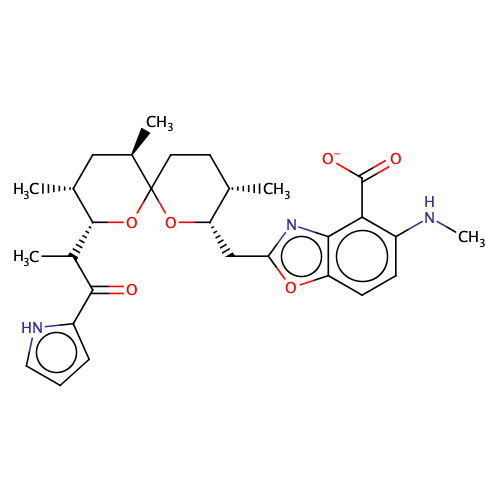 CH₃
O⁻ O
H₃C CH₃ H
N
O O N CH₃
H₃C O
O
HN